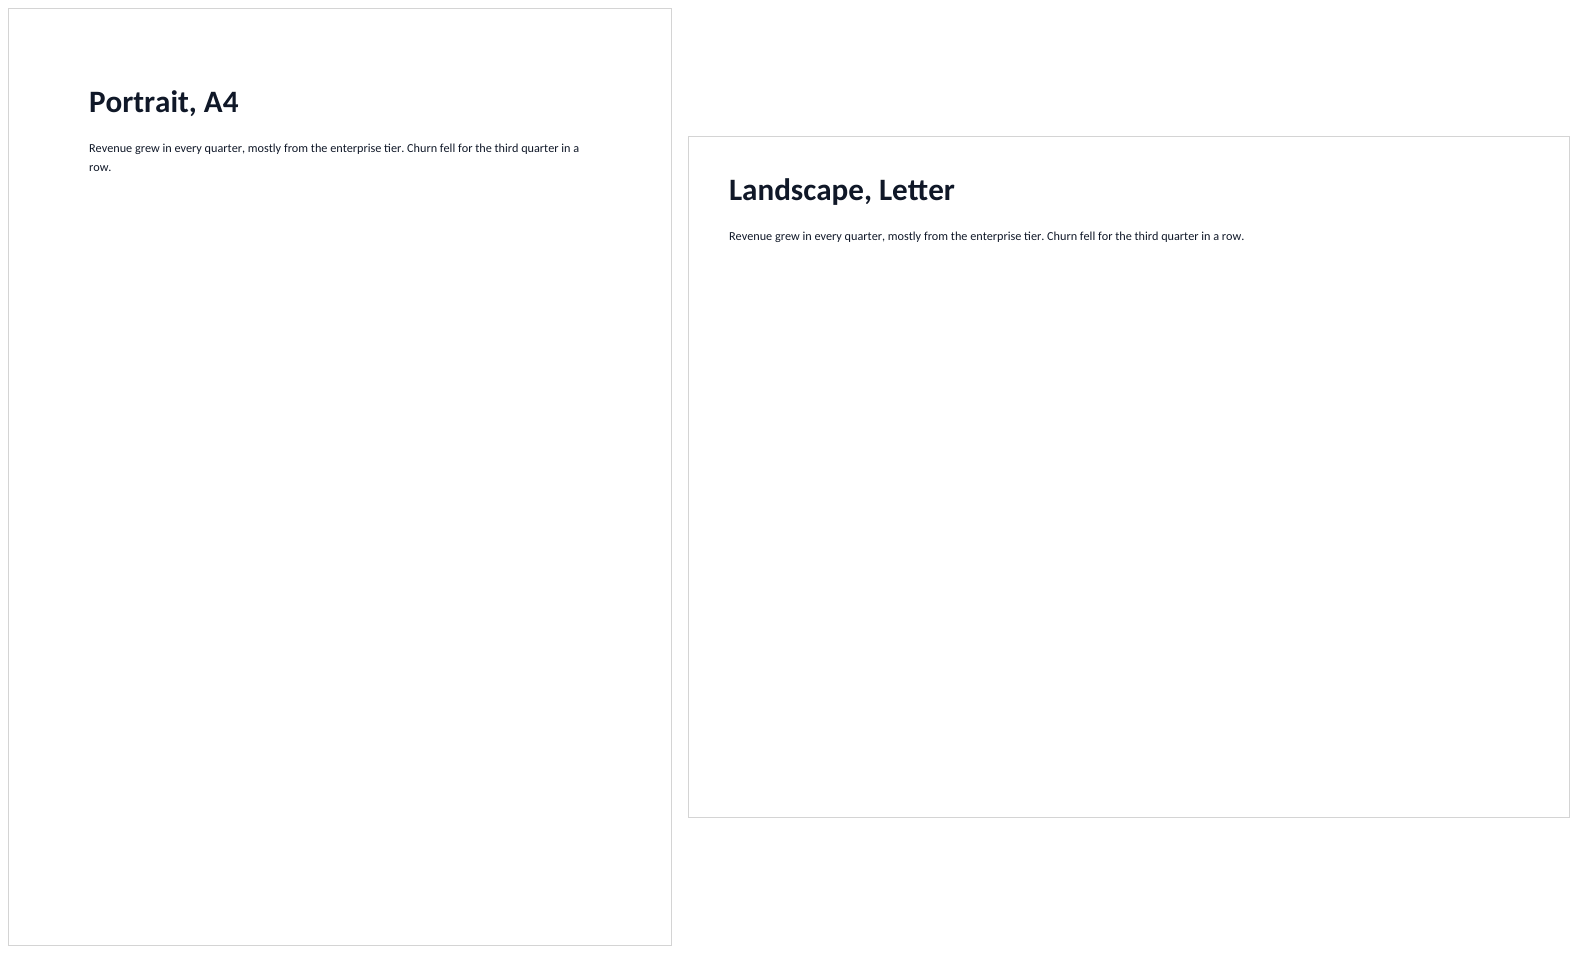 Portrait, A4
Revenue grew in every quarter, mostly from the enterprise tier. Churn fell for the third quarter in a
row.
Landscape, Letter
Revenue grew in every quarter, mostly from the enterprise tier. Churn fell for the third quarter in a row.